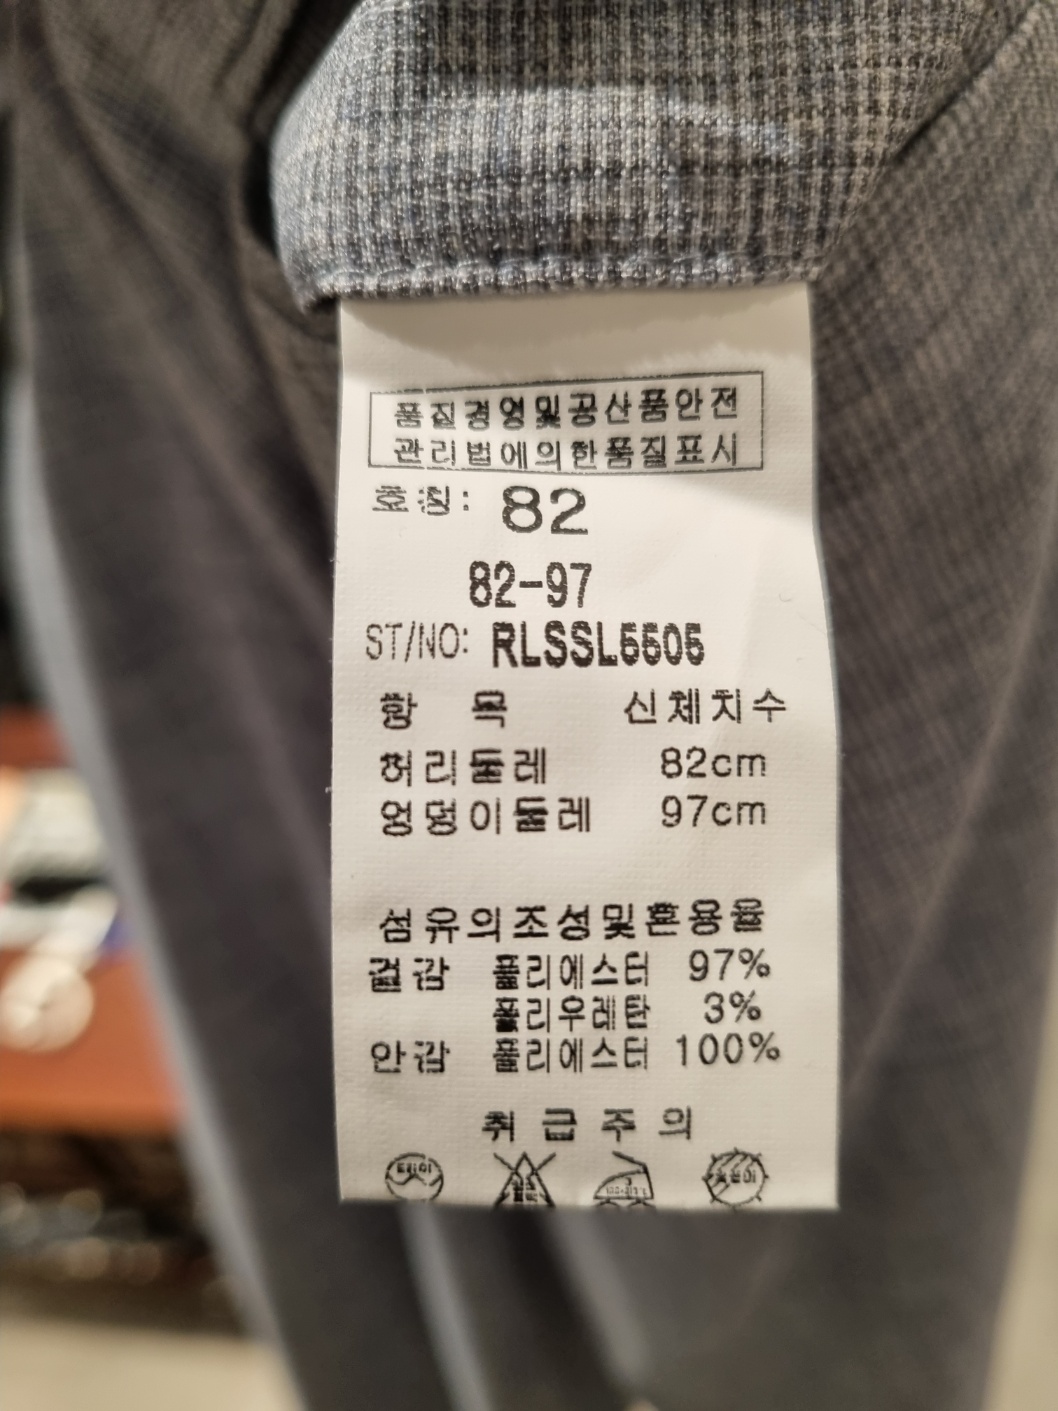 품질경영및공산품안전
관리법에의한품질표시
호칭: 82
82-97
ST/NO: RLSSL5505
항 목 신체치수
허리둘레 82cm
엉덩이둘레 97cm
섬유의조성및혼용율
겉감 폴리에스터 97%
폴리우레탄 3%
안감 폴리에스터 100%
취급주의
드라이